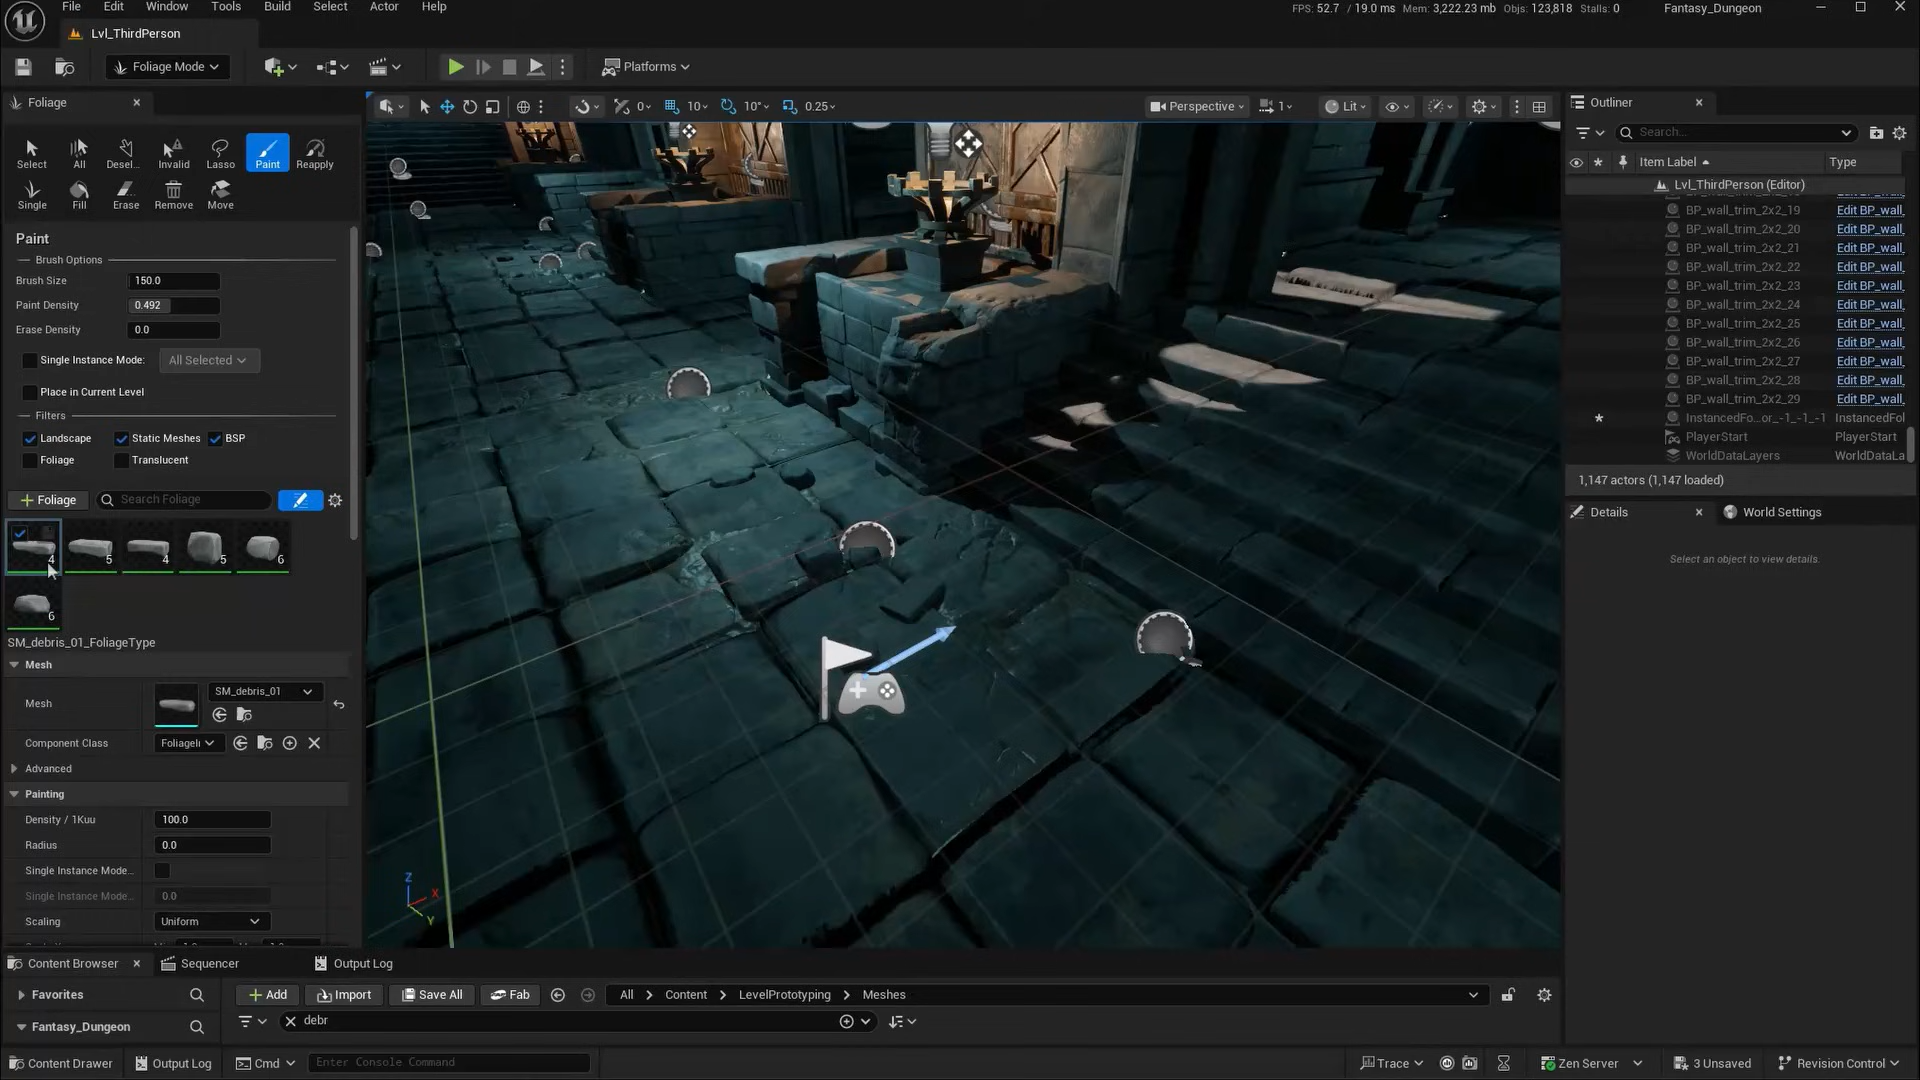 File Edit Window Tools Build Select Actor Help
FPS: 52.7 / 19.0 ms Mem: 3,222.23 mb Objs: 123,818 Stalls: 0
Fantasy_Dungeon
Lvl_ThirdPerson
Foliage Mode
Platforms
Foliage
0 10 10° 0.25
Perspective 1 Lit
Select All Desel... Invalid Lasso Paint Reapply
Single Fill Erase Remove Move
Paint
Brush Options
Brush Size 150.0
Paint Density 0.492
Erase Density 0.0
Single Instance Mode: All Selected
Place in Current Level
Filters
Landscape Static Meshes BSP
Foliage Translucent
Foliage Search Foliage
4 5 4 5 6
6
SM_debris_01_FoliageType
Mesh
Mesh SM_debris_01
Component Class FoliageI
Advanced
Painting
Density / 1Kuu 100.0
Radius 0.0
Single Instance Mode...
Single Instance Mode... 0.0
Scaling Uniform
Z X Y
Outliner
Search...
Item Label Type
Lvl_ThirdPerson (Editor)
BP_wall_trim_2x2_19 Edit BP_wall_
BP_wall_trim_2x2_20 Edit BP_wall_
BP_wall_trim_2x2_21 Edit BP_wall_
BP_wall_trim_2x2_22 Edit BP_wall_
BP_wall_trim_2x2_23 Edit BP_wall_
BP_wall_trim_2x2_24 Edit BP_wall_
BP_wall_trim_2x2_25 Edit BP_wall_
BP_wall_trim_2x2_26 Edit BP_wall_
BP_wall_trim_2x2_27 Edit BP_wall_
BP_wall_trim_2x2_28 Edit BP_wall_
BP_wall_trim_2x2_29 Edit BP_wall_
InstancedFo...or_-1_-1_-1 InstancedFol
PlayerStart PlayerStart
WorldDataLayers WorldDataLa
1,147 actors (1,147 loaded)
Details World Settings
Select an object to view details.
Content Browser Sequencer Output Log
Favorites
Add Import Save All Fab All Content LevelPrototyping Meshes
Fantasy_Dungeon
debr
Content Drawer Output Log Cmd Enter Console Command
Trace Zen Server 3 Unsaved Revision Control